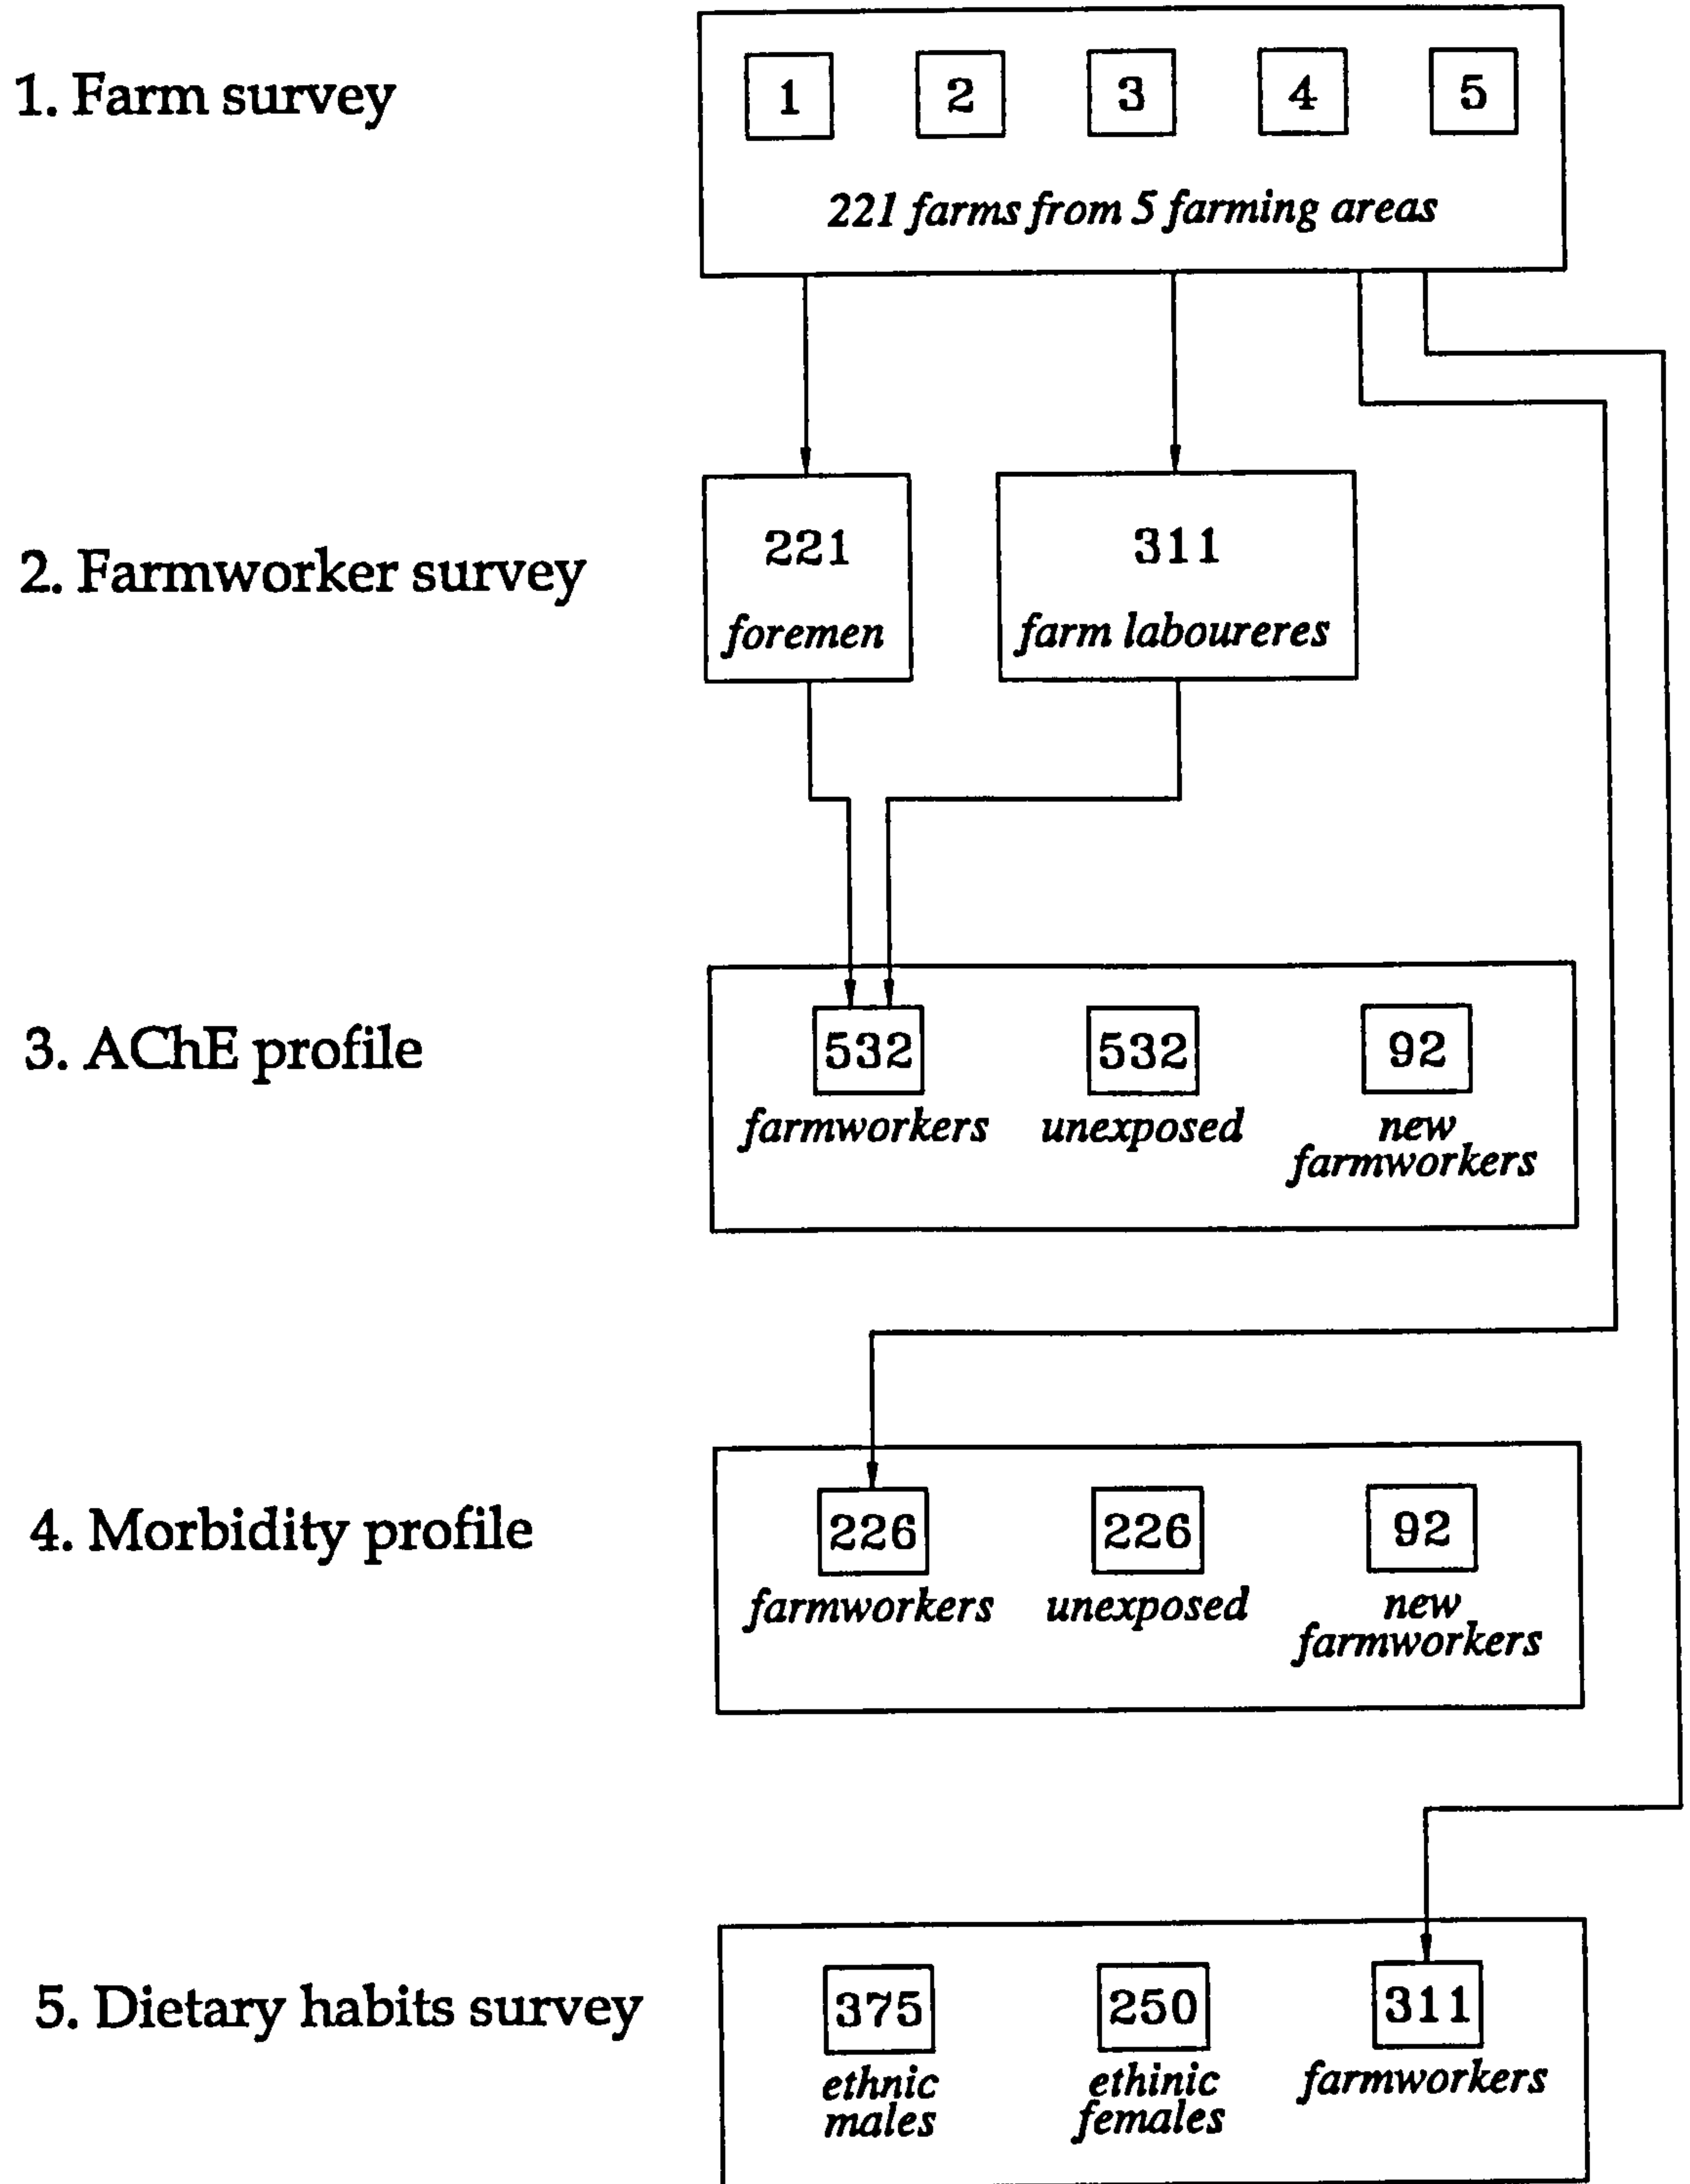 1. Farm survey
1 2 3 4 5
221 farms from 5 farming areas
2. Farmworker survey
221 311
foremen farm laboureres
3. AChE profile
532 532 92
farmworkers unexposed new
farmworkers
4. Morbidity profile
226 226 92
farmworkers unexposed new
farmworkers
5. Dietary habits survey
375 250 311
ethnic ethinic farmworkers
males females